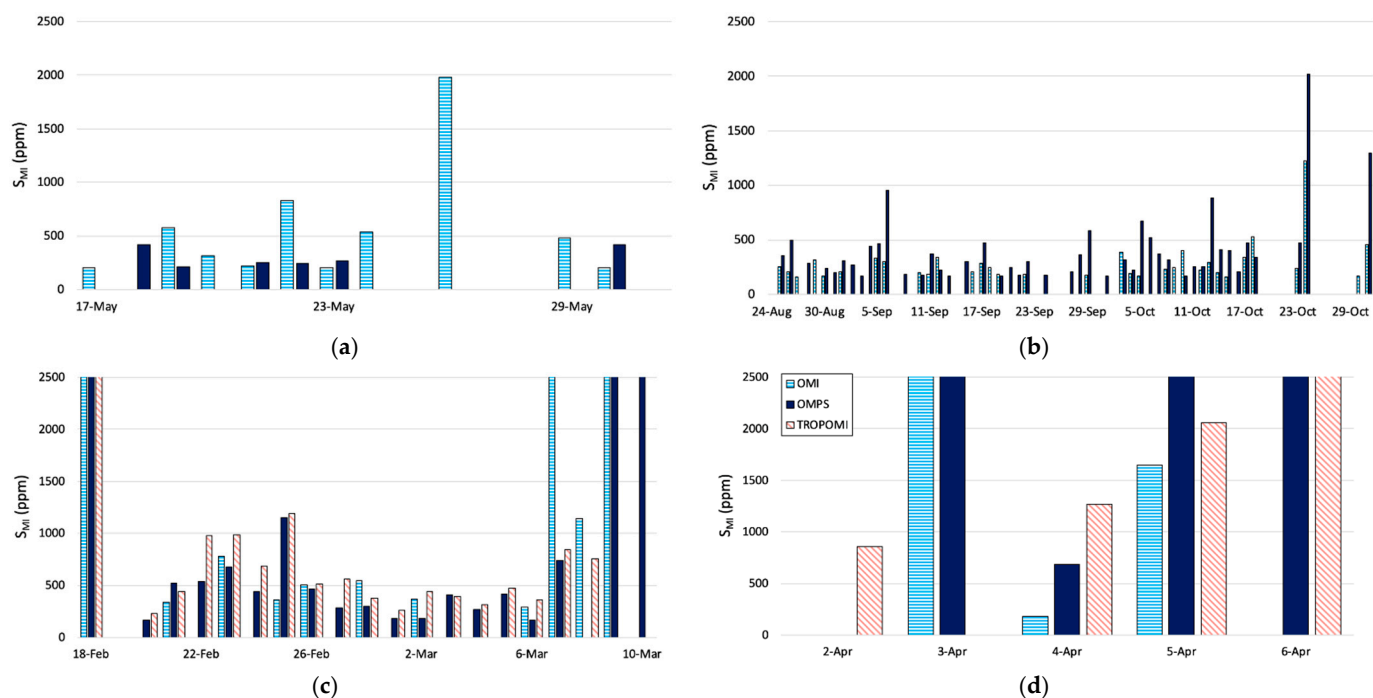 2500
2000
1500
1000
500
0
S_MI (ppm)
17-May 23-May 29-May
(a)
2500
2000
1500
1000
500
0
S_MI (ppm)
24-Aug 30-Aug 5-Sep 11-Sep 17-Sep 23-Sep 29-Sep 5-Oct 11-Oct 17-Oct 23-Oct 29-Oct
(b)
2500
2000
1500
1000
500
0
S_MI (ppm)
18-Feb 22-Feb 26-Feb 2-Mar 6-Mar 10-Mar
(c)
2500
2000
1500
1000
500
0
S_MI (ppm)
OMI
OMPS
TROPOMI
2-Apr 3-Apr 4-Apr 5-Apr 6-Apr
(d)